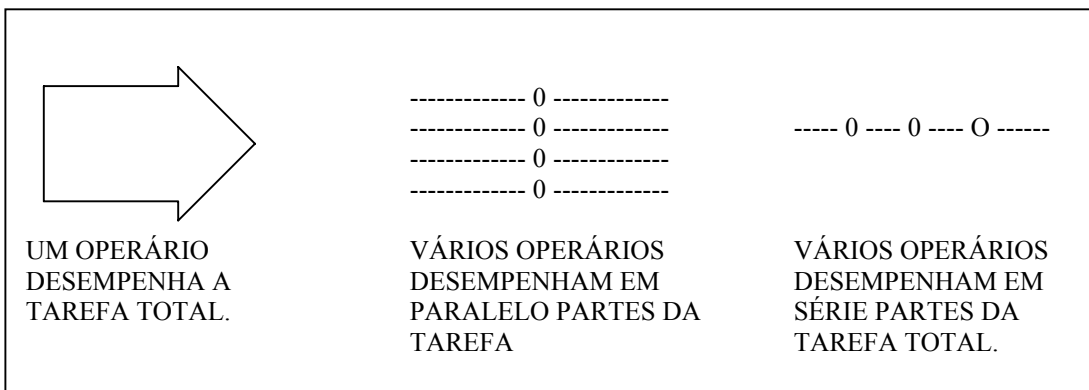 ------------- 0 -------------
------------- 0 -------------
------------- 0 -------------
------------- 0 -------------
----- 0 ---- 0 ---- O ------
UM OPERÁRIO
DESEMPENHA A
TAREFA TOTAL.
VÁRIOS OPERÁRIOS
DESEMPENHAM EM
PARALELO PARTES DA
TAREFA
VÁRIOS OPERÁRIOS
DESEMPENHAM EM
SÉRIE PARTES DA
TAREFA TOTAL.